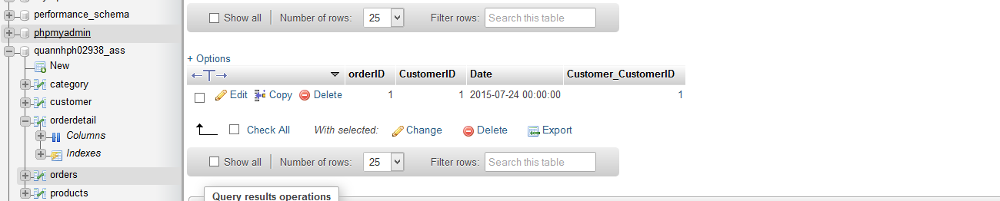 performance_schema
phpmyadmin
quannhph02938_ass
New
category
customer
orderdetail
Columns
Indexes
orders
products
Show all Number of rows: 25 Filter rows: Search this table
+ Options
orderID CustomerID Date Customer_CustomerID
Edit Copy Delete 1 1 2015-07-24 00:00:00 1
Check All With selected: Change Delete Export
Show all Number of rows: 25 Filter rows: Search this table
Query results operations